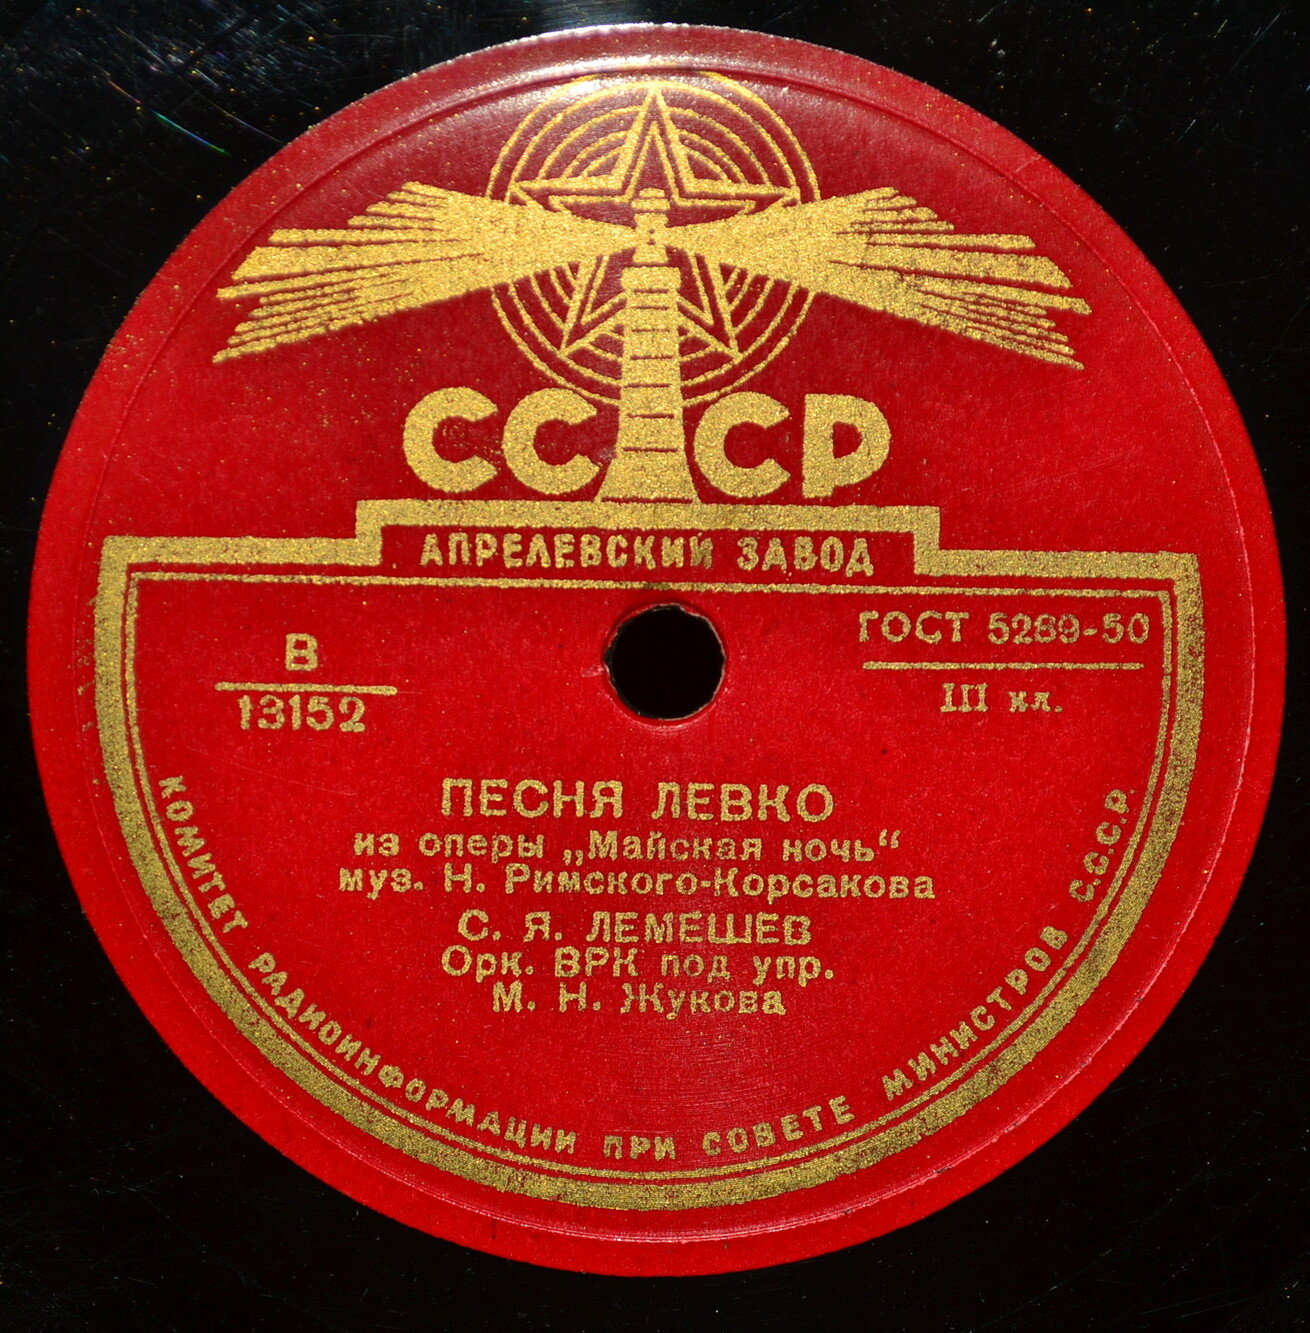 СССР
АПРЕЛЕВСКИЙ ЗАВОД
В
13152
ГОСТ 5289-50
III кл.
ПЕСНЯ ЛЕВКО
из оперы „Майская ночь“
муз. Н. Римского-Корсакова
С. Я. ЛЕМЕШЕВ
Орк. ВРК под упр.
М. Н. Жукова
КОМИТЕТ РАДИОИНФОРМАЦИИ ПРИ СОВЕТЕ МИНИСТРОВ С.С.С.Р.